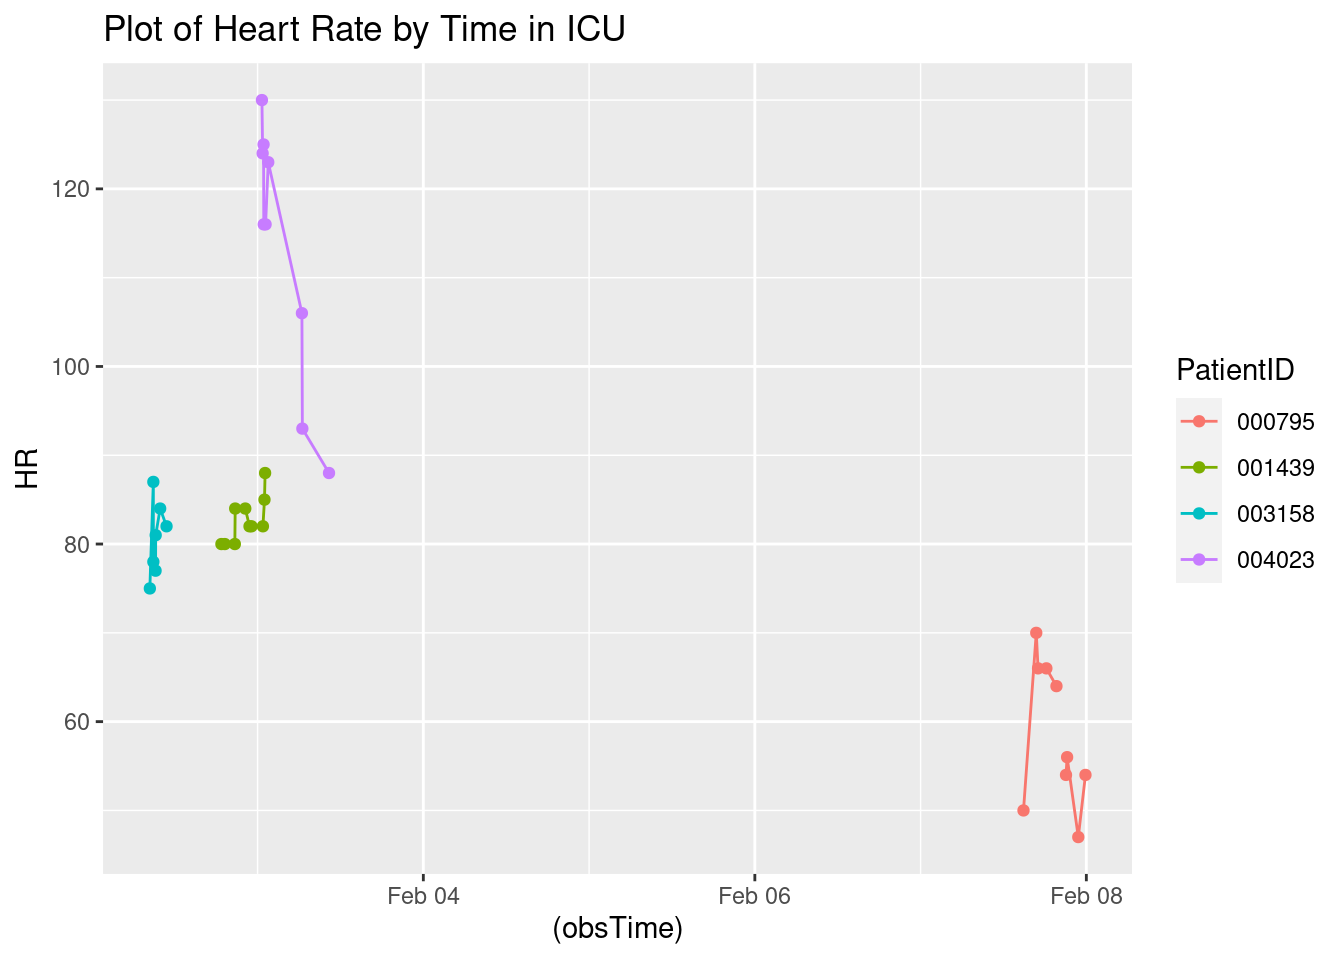 Plot of Heart Rate by Time in ICU
120
100
80
60
HR
Feb 04
Feb 06
Feb 08
(obsTime)
PatientID
000795
001439
003158
004023